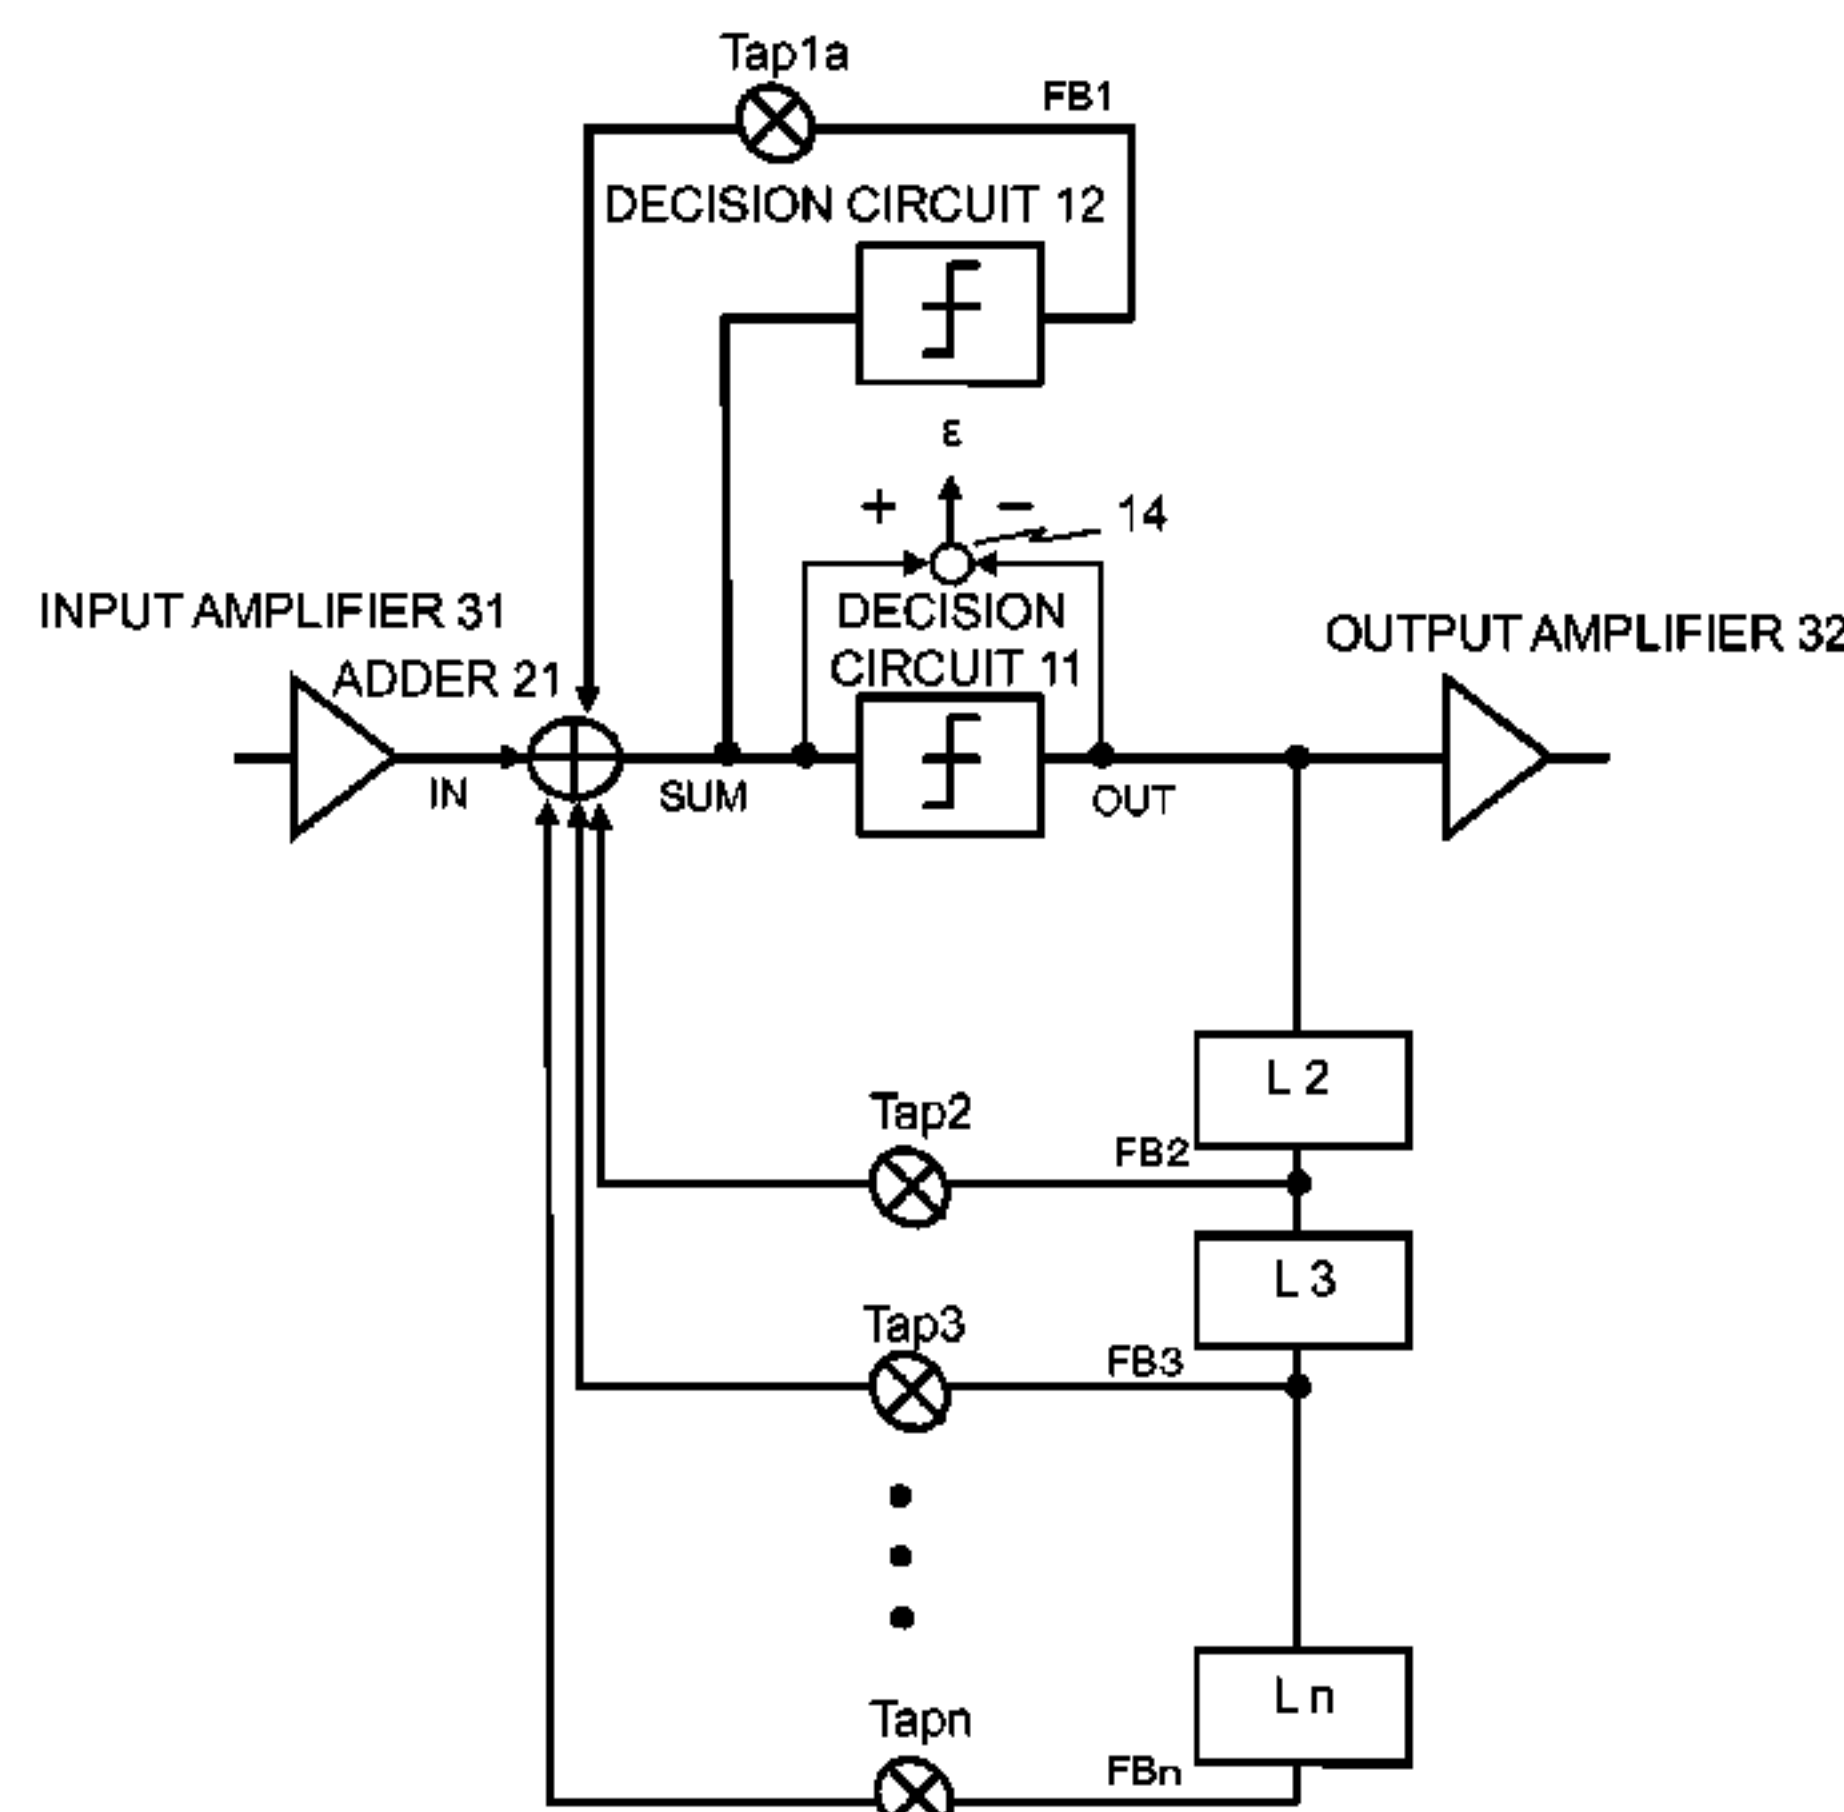 Tap1a
FB1
DECISION CIRCUIT 12
ε
+ − 14
INPUT AMPLIFIER 31
DECISION
CIRCUIT 11
OUTPUT AMPLIFIER 32
ADDER 21
IN
SUM
OUT
L 2
Tap2
FB2
L 3
Tap3
FB3
L n
Tapn
FBn